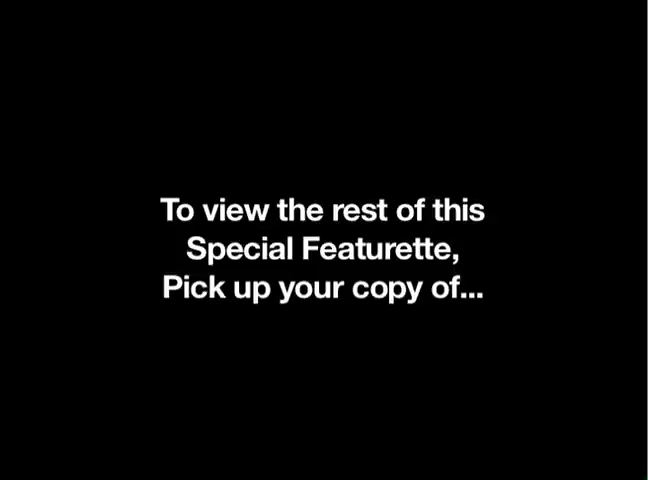 To view the rest of this
Special Featurette,
Pick up your copy of...